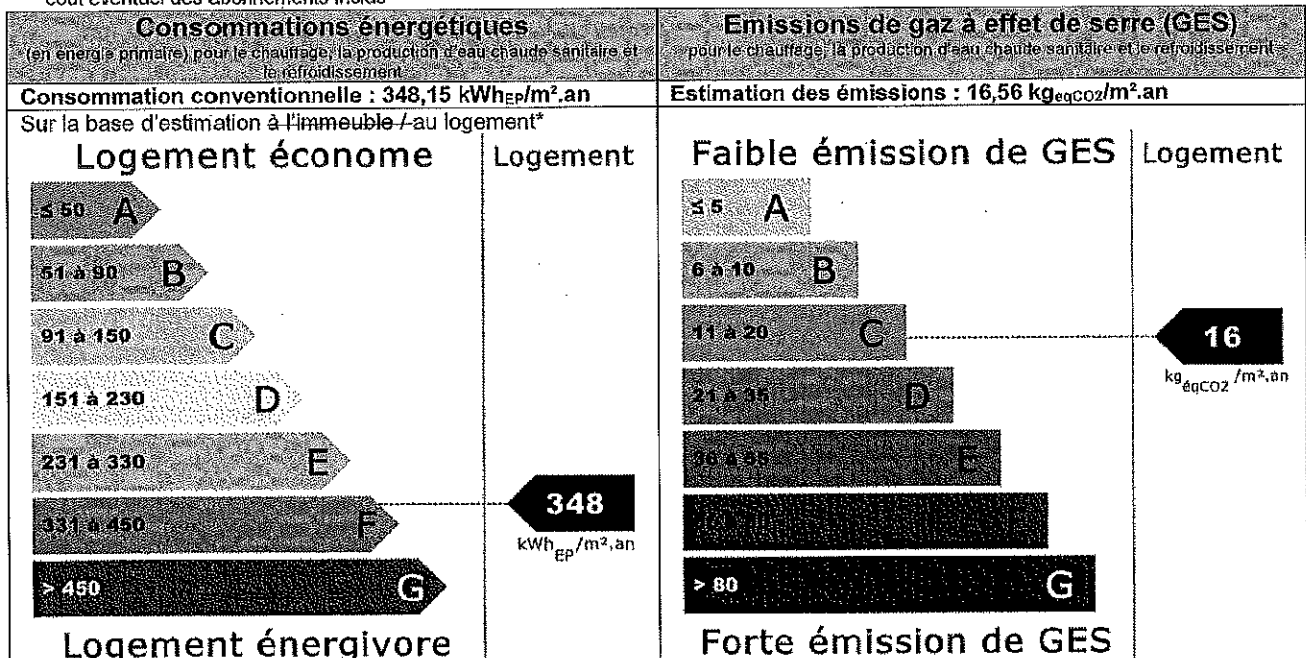 coût éventuel des abonnements inclus
Consommations énergétiques
(en énergie primaire) pour le chauffage, la production d'eau chaude sanitaire et
le refroidissement
Consommation conventionnelle : 348,15 kWhEP/m².an
Sur la base d'estimation à l'immeuble / au logement*
Logement économe
Logement
≤ 50 A
51 à 90 B
91 à 150 C
151 à 230 D
231 à 330 E
331 à 450 F
> 450 G
348
kWhEP/m².an
Logement énergivore
Emissions de gaz à effet de serre (GES)
pour le chauffage, la production d'eau chaude sanitaire et le refroidissement
Estimation des émissions : 16,56 kgeqCO2/m².an
Faible émission de GES
Logement
≤ 5 A
6 à 10 B
11 à 20 C
21 à 35 D
36 à 55 E
F
> 80 G
16
kgéqCO2/m².an
Forte émission de GES